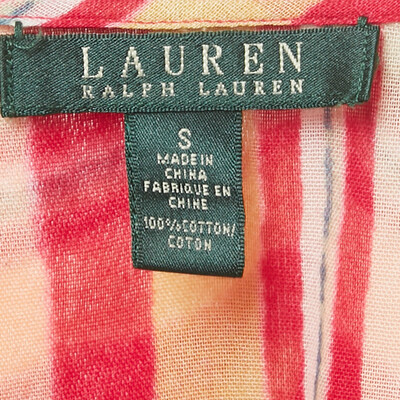 LAUREN
RALPH LAUREN
S
MADE IN
CHINA
FABRIQUE EN
CHINE
100%COTTON/
COTON